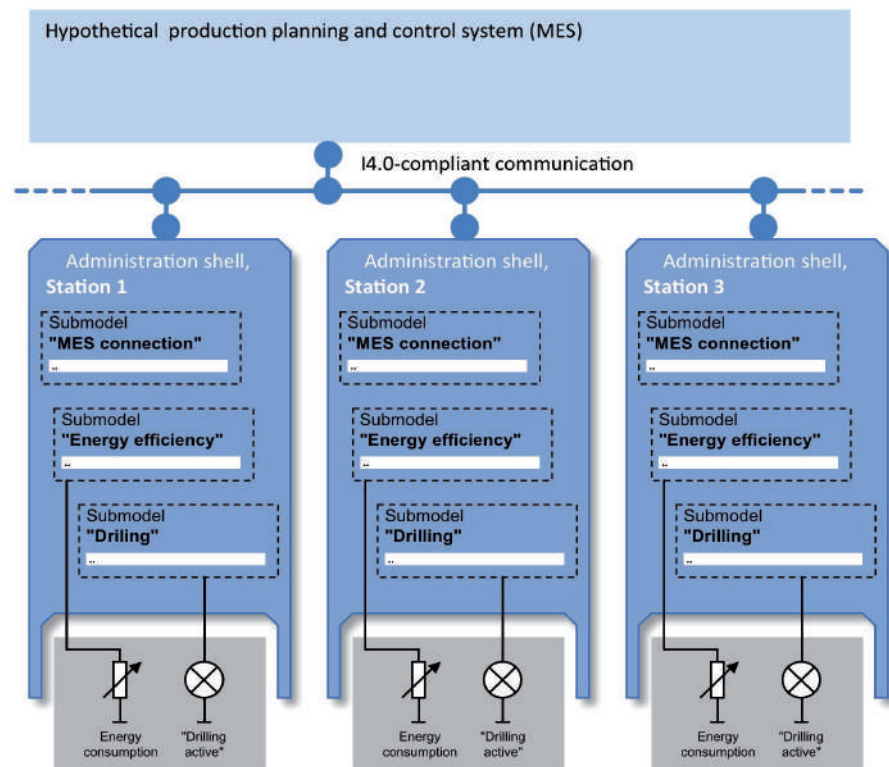 Hypothetical production planning and control system (MES)
I4.0-compliant communication
Administration shell,
Station 1
Submodel
"MES connection"
..
Submodel
"Energy efficiency"
..
Submodel
"Driling"
..
Energy
consumption
"Drilling
active"
Administration shell,
Station 2
Submodel
"MES connection"
..
Submodel
"Energy efficiency"
..
Submodel
"Drilling"
..
Energy
consumption
"Drilling
active"
Administration shell,
Station 3
Submodel
"MES connection"
..
Submodel
"Energy efficiency"
..
Submodel
"Drilling"
..
Energy
consumption
"Drilling
active"